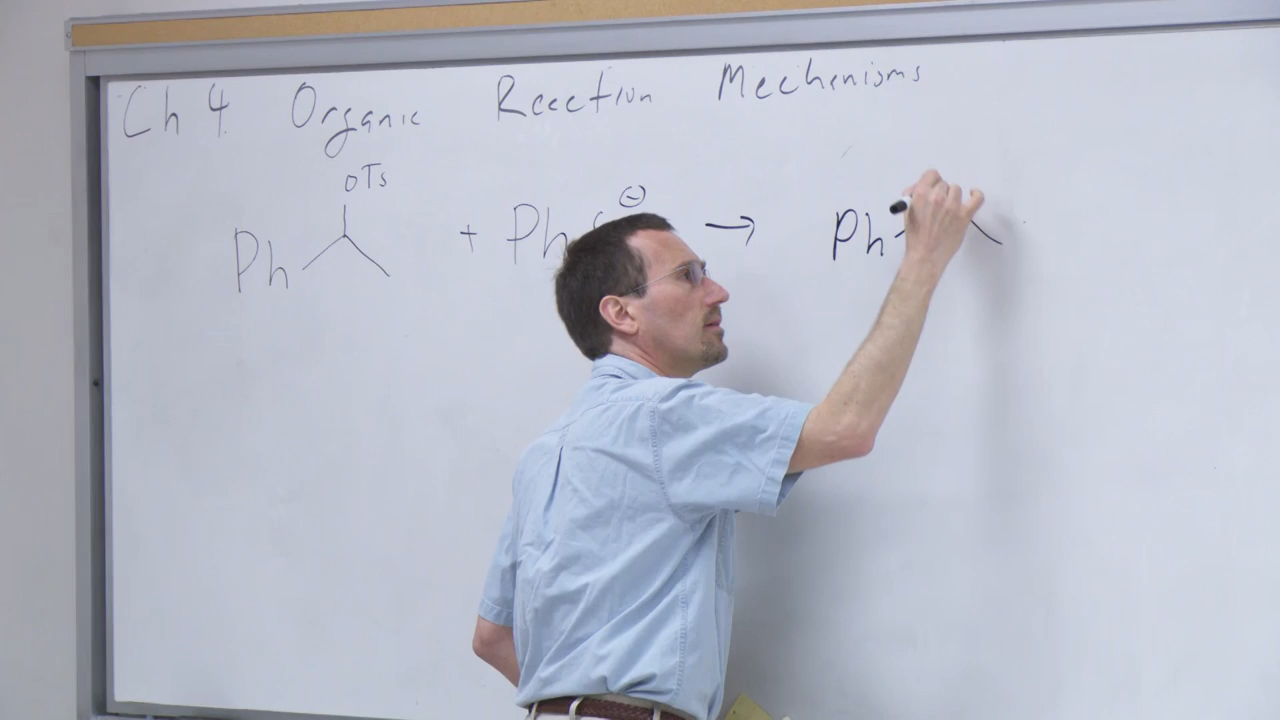 Ch 4 Organic Reaction Mechanisms
OTs
Ph + Ph ⊖ → Ph